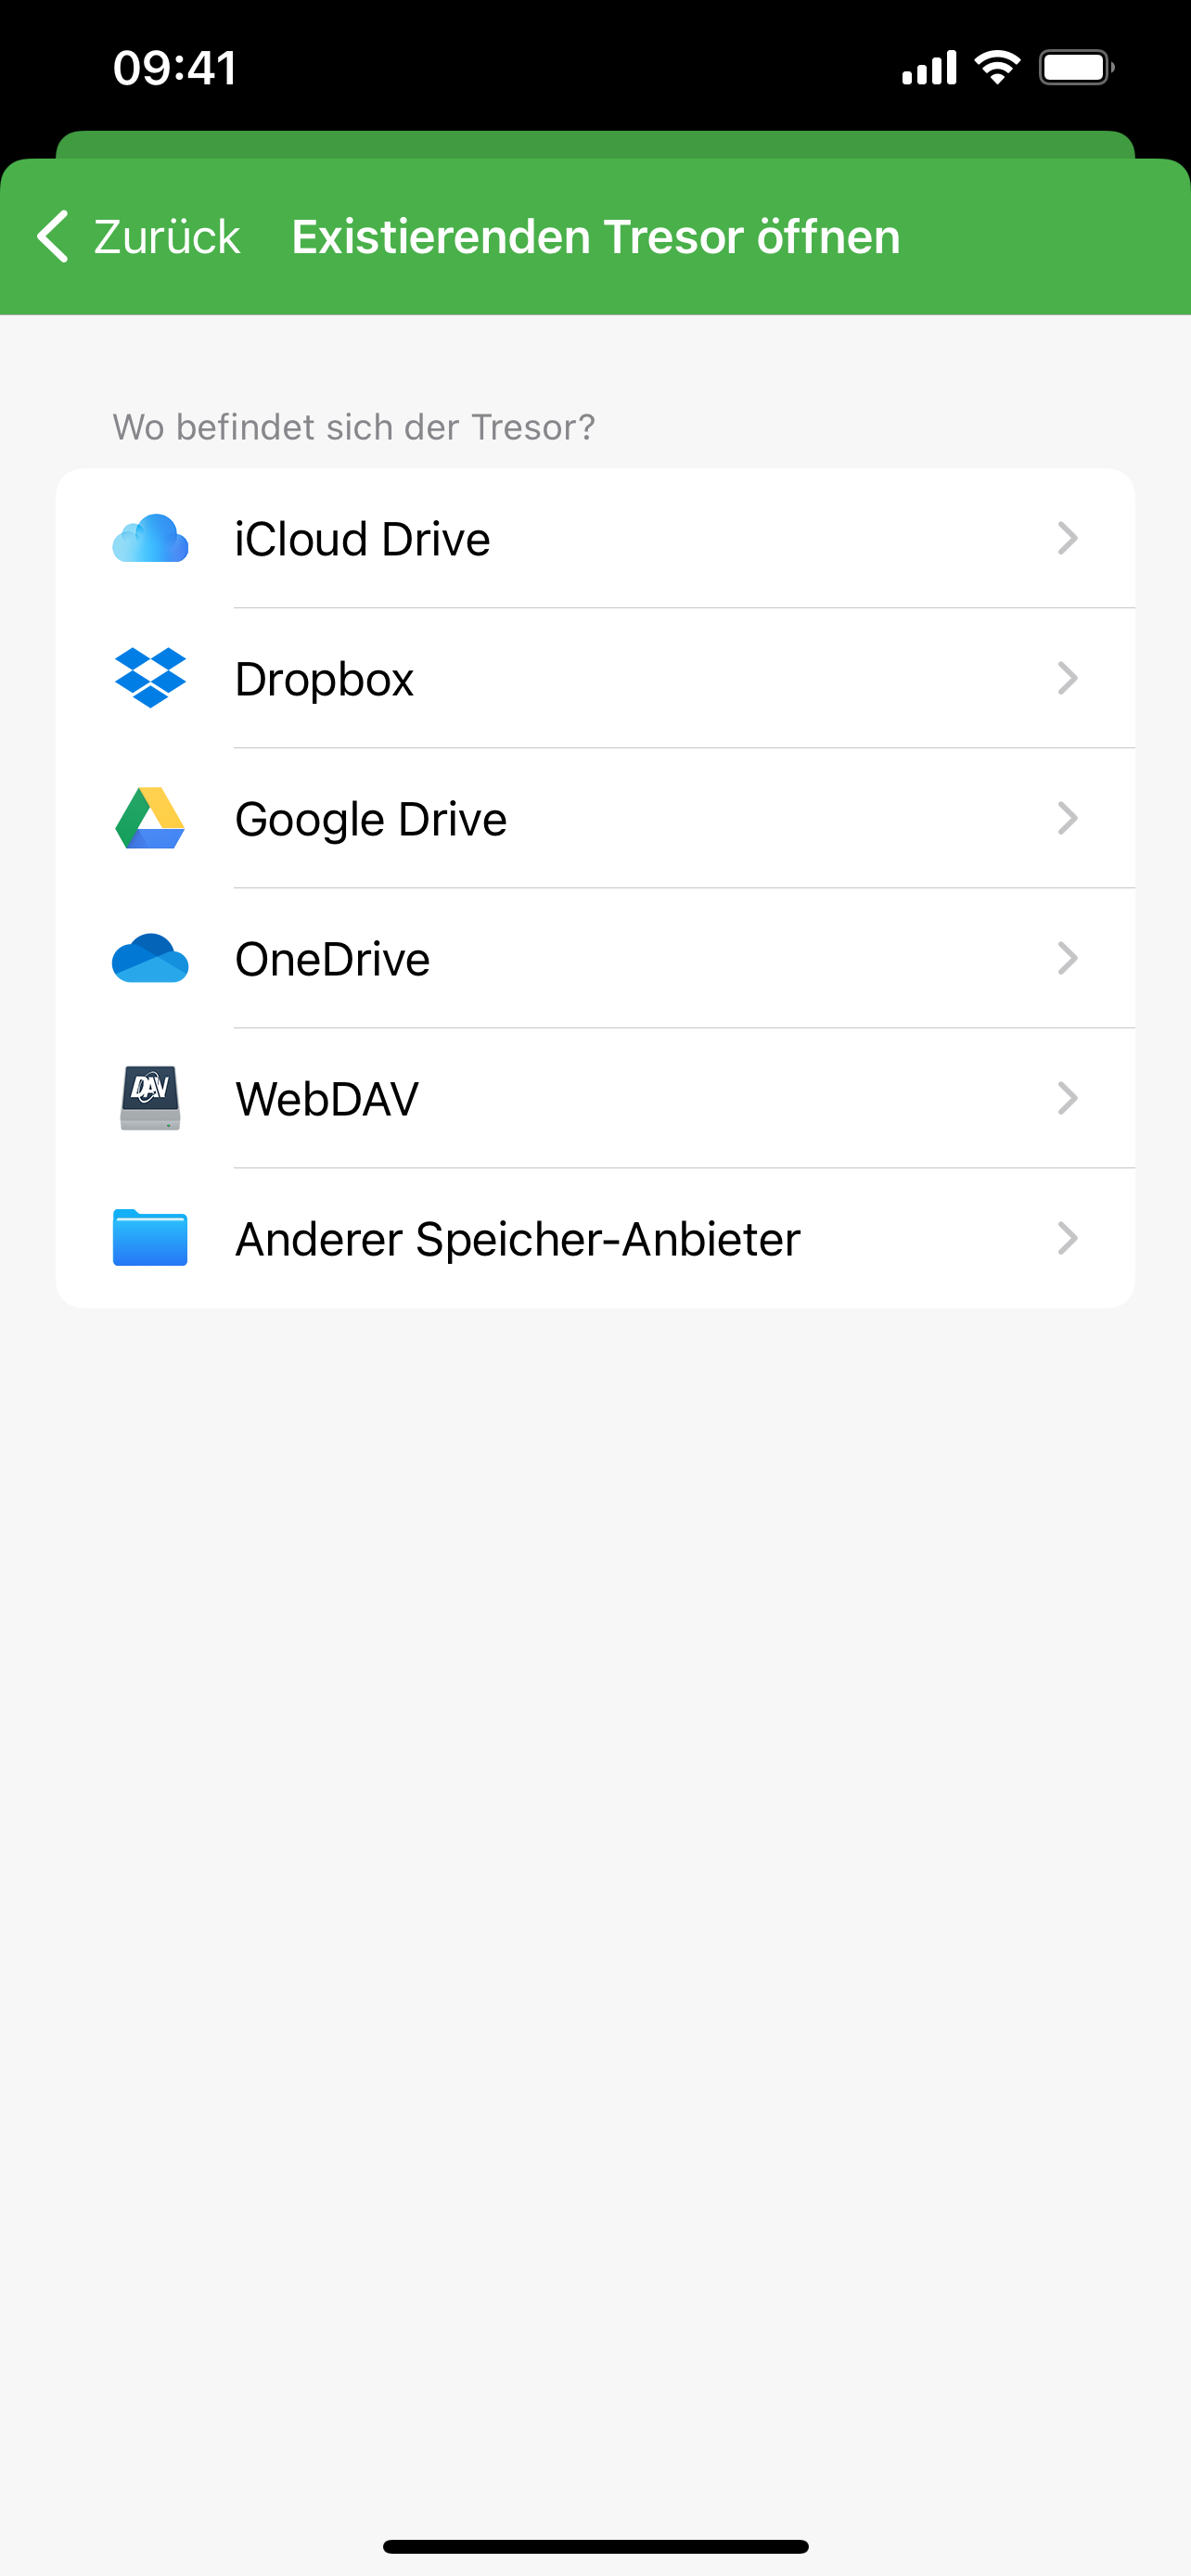 09:41
Zurück
Existierenden Tresor öffnen
Wo befindet sich der Tresor?
iCloud Drive
Dropbox
Google Drive
OneDrive
DAV
WebDAV
Anderer Speicher-Anbieter